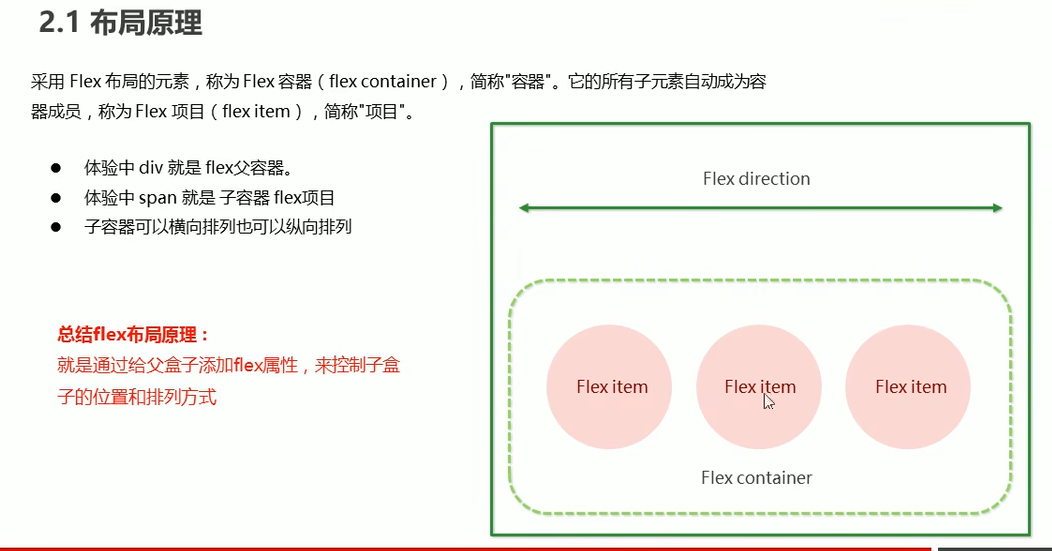 2.1 布局原理
采用 Flex 布局的元素，称为 Flex 容器（flex container），简称"容器"。它的所有子元素自动成为容
器成员，称为 Flex 项目（flex item），简称"项目"。
● 体验中 div 就是 flex父容器。
● 体验中 span 就是 子容器 flex项目
● 子容器可以横向排列也可以纵向排列
总结flex布局原理：
就是通过给父盒子添加flex属性，来控制子盒
子的位置和排列方式
Flex direction
Flex item Flex item Flex item
Flex container